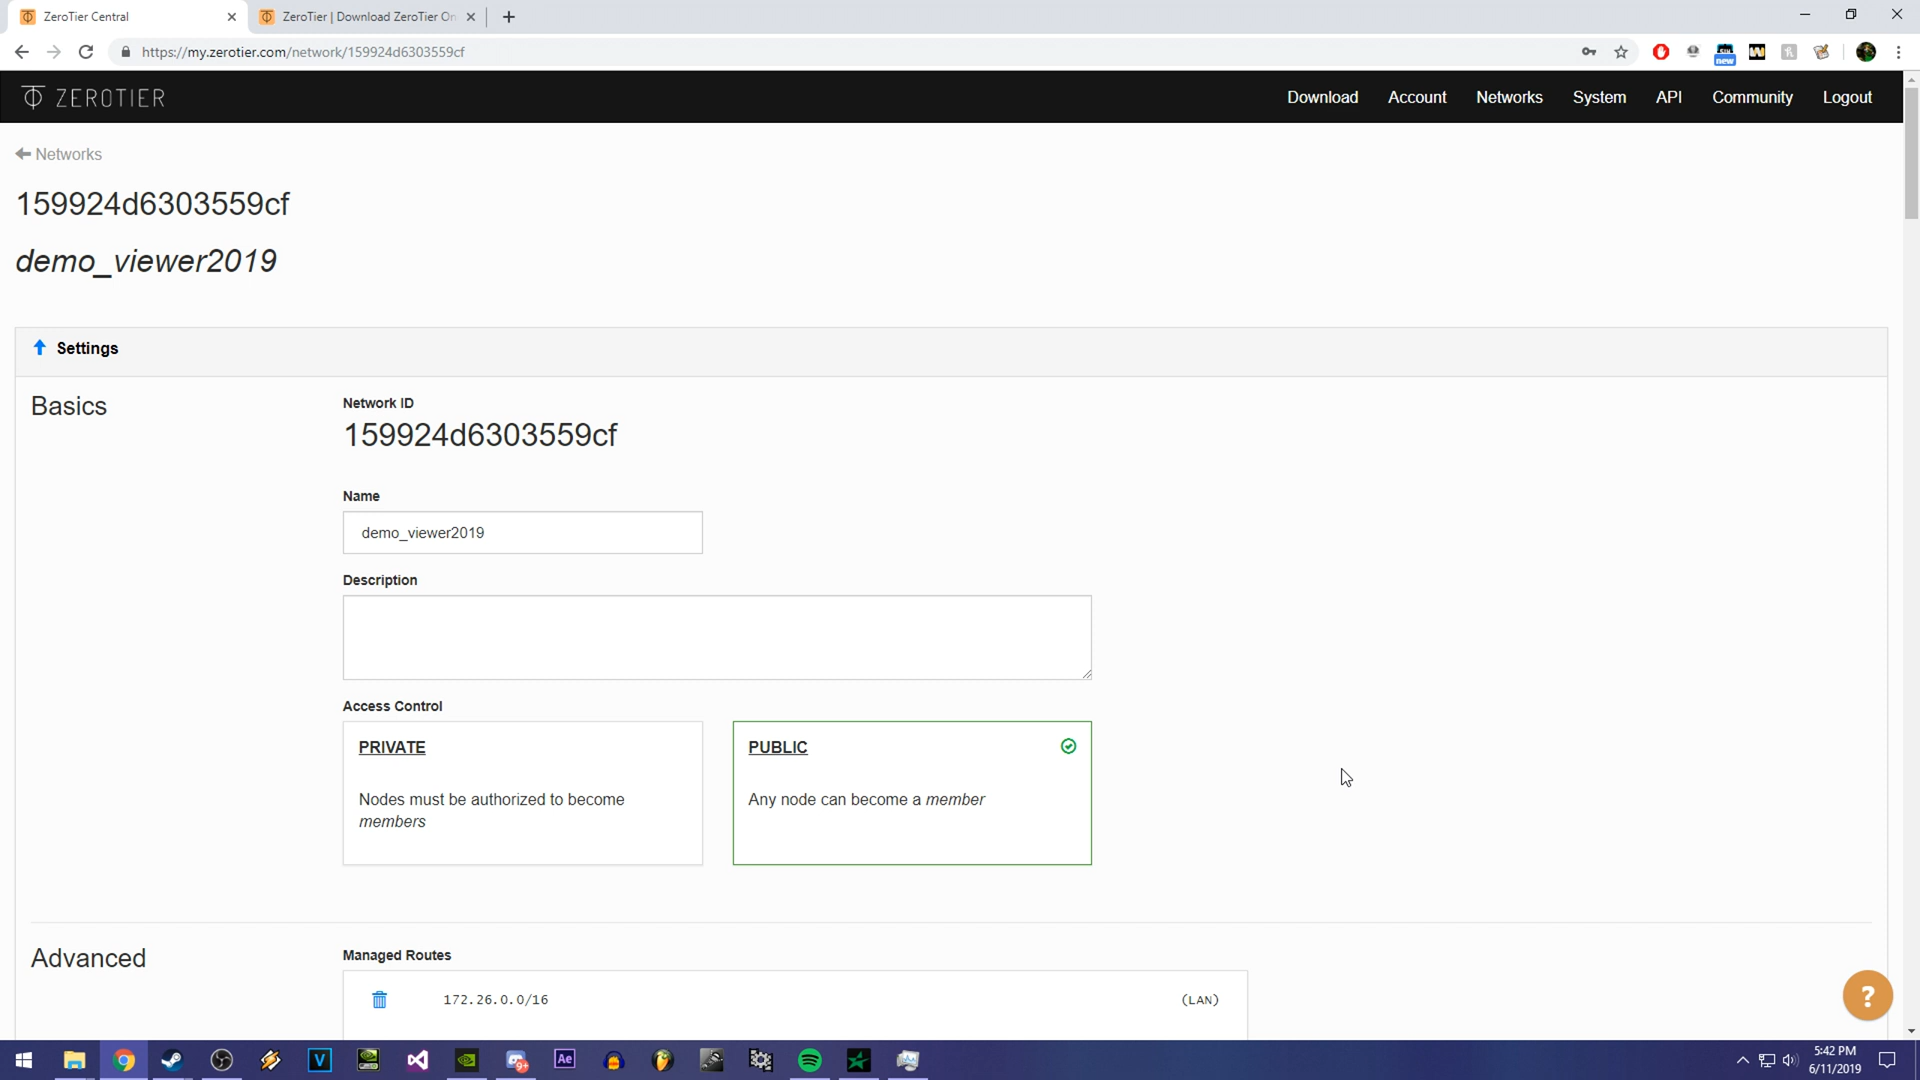 ZeroTier Central
ZeroTier | Download ZeroTier On
https://my.zerotier.com/network/159924d6303559cf
new
ZEROTIER
Download
Account
Networks
System
API
Community
Logout
Networks
159924d6303559cf
demo_viewer2019
Settings
Basics
Network ID
159924d6303559cf
Name
demo_viewer2019
Description
Access Control
PRIVATE
Nodes must be authorized to become
members
PUBLIC
Any node can become a member
Advanced
Managed Routes
172.26.0.0/16
(LAN)
?
V
Ae
9+
5:42 PM
6/11/2019